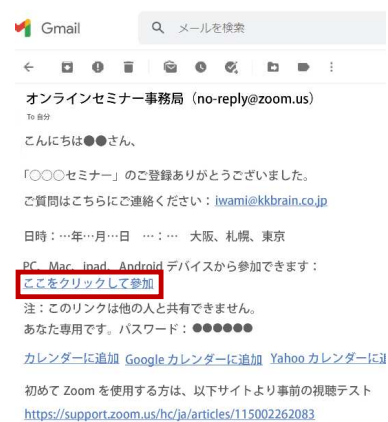 Gmail
メールを検索
オンラインセミナー事務局（no-reply@zoom.us）
To 自分
こんにちは●●さん、
「○○○セミナー」のご登録ありがとうございました。
ご質問はこちらにご連絡ください：iwami@kkbrain.co.jp
日時：…年…月…日　…：…　大阪、札幌、東京
PC、Mac、ipad、Android デバイスから参加できます：
ここをクリックして参加
注：このリンクは他の人と共有できません。
あなた専用です。パスワード：●●●●●●
カレンダーに追加 Google カレンダーに追加 Yahoo カレンダーに
初めて Zoom を使用する方は、以下サイトより事前の視聴テスト
https://support.zoom.us/hc/ja/articles/115002262083